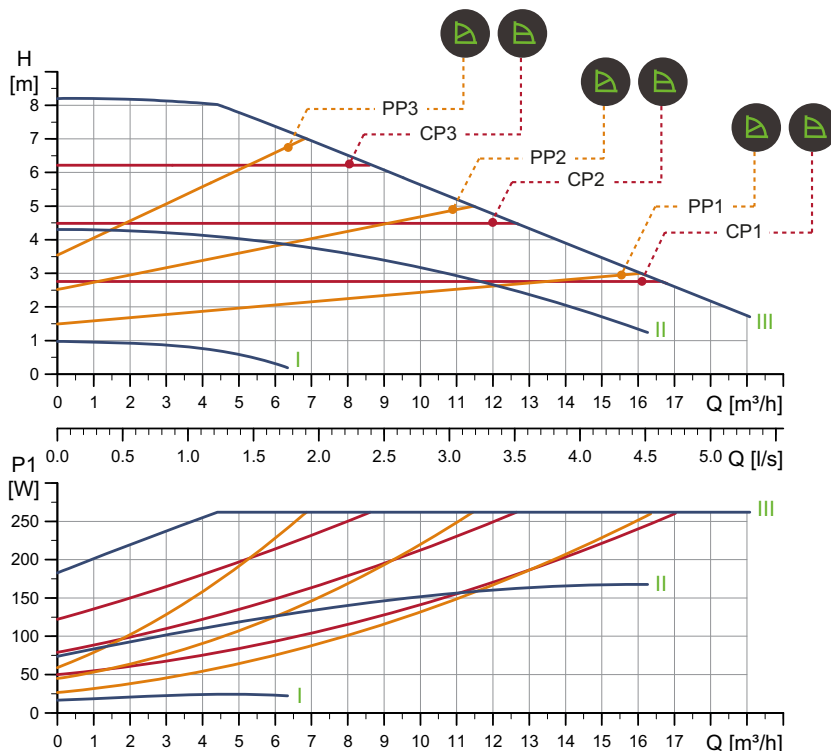 H
[m]
8
7
6
5
4
3
2
1
0
PP3
CP3
PP2
CP2
PP1
CP1
I
II
III
0 1 2 3 4 5 6 7 8 9 10 11 12 13 14 15 16 17 Q [m³/h]
0.0 0.5 1.0 1.5 2.0 2.5 3.0 3.5 4.0 4.5 5.0 Q [l/s]
P1
[W]
250
200
150
100
50
0
III
II
I
0 1 2 3 4 5 6 7 8 9 10 11 12 13 14 15 16 17 Q [m³/h]